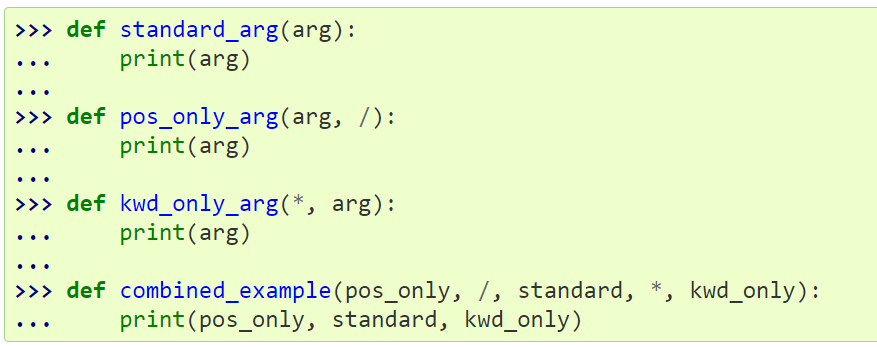 >>> def standard_arg(arg):
...     print(arg)
...
>>> def pos_only_arg(arg, /):
...     print(arg)
...
>>> def kwd_only_arg(*, arg):
...     print(arg)
...
>>> def combined_example(pos_only, /, standard, *, kwd_only):
...     print(pos_only, standard, kwd_only)